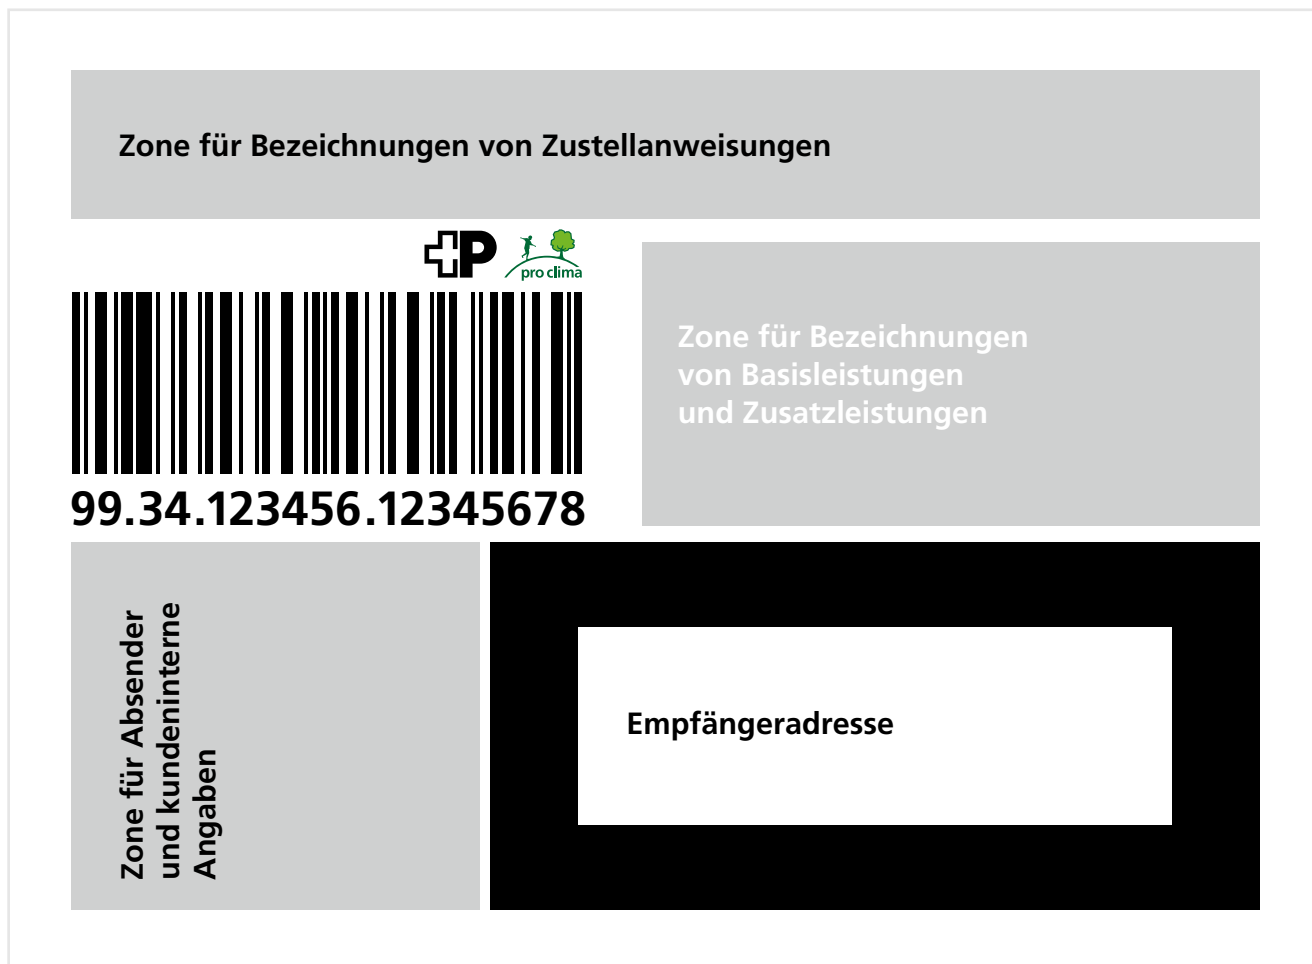 Zone für Bezeichnungen von Zustellanweisungen
P
pro clima
Zone für Bezeichnungen
von Basisleistungen
und Zusatzleistungen
99.34.123456.12345678
Zone für Absender
und kundeninterne
Angaben
Empfängeradresse